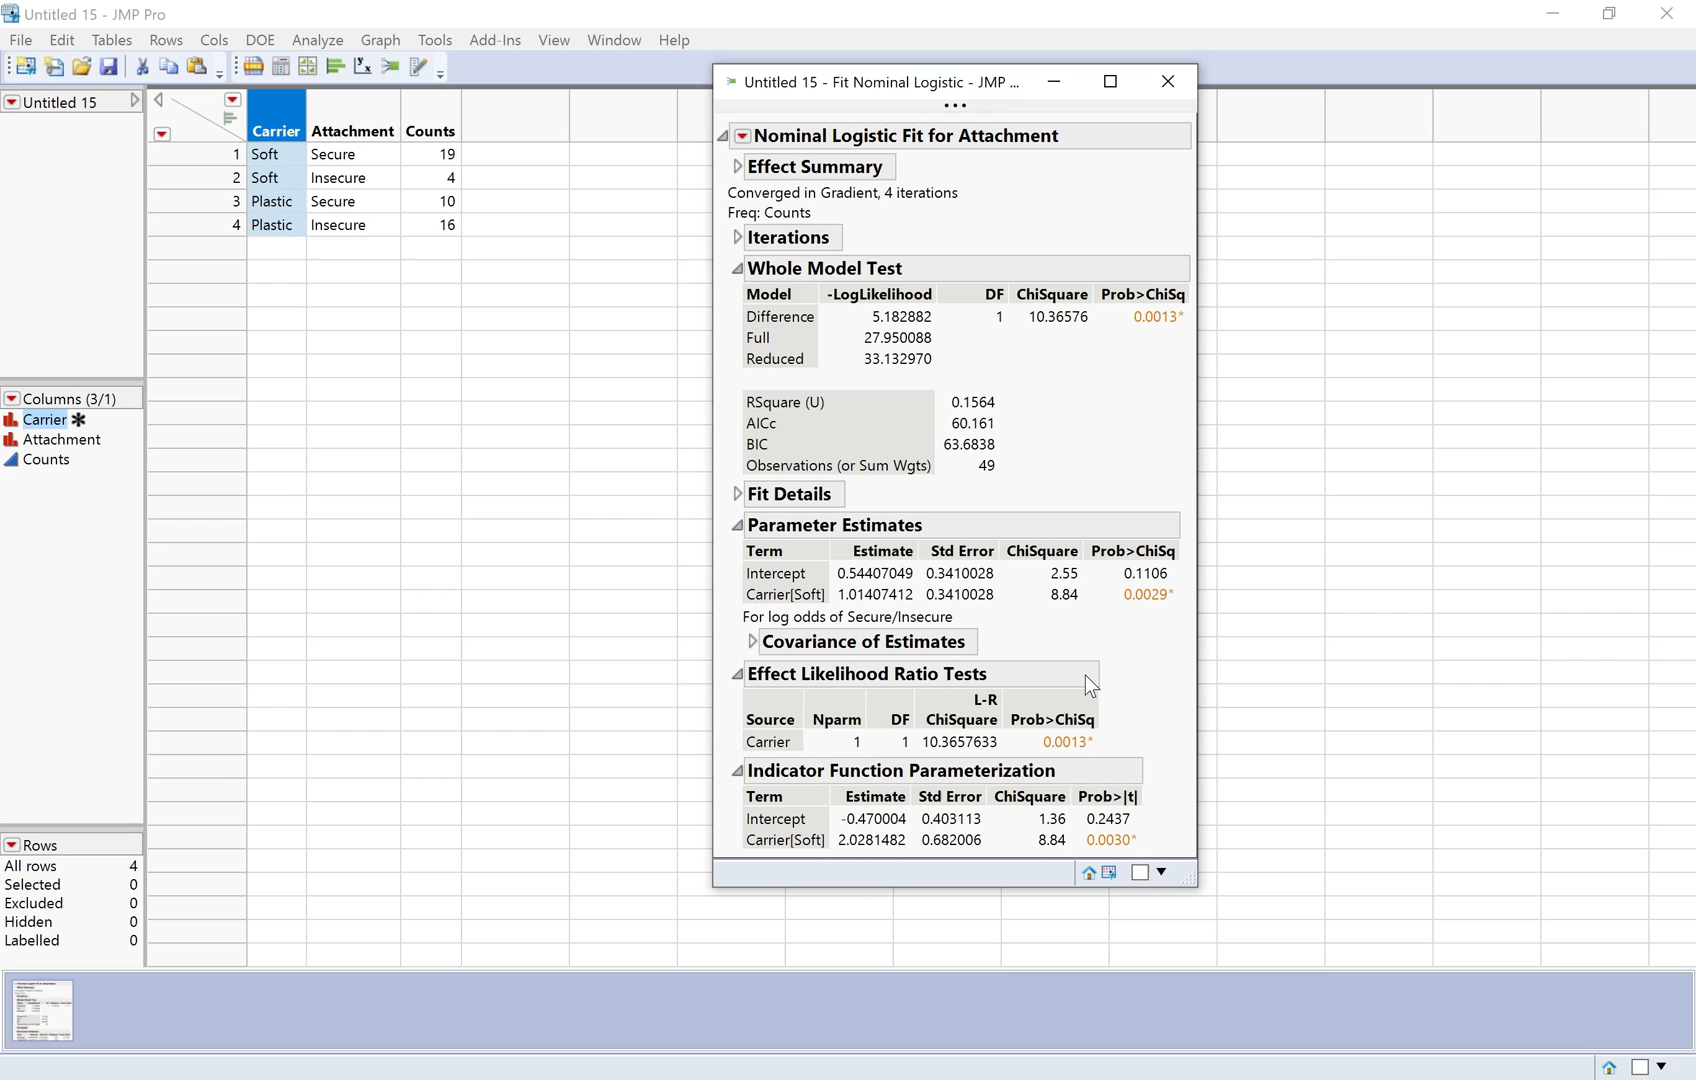 Untitled 15 - JMP Pro
File Edit Tables Rows Cols DOE Analyze Graph Tools Add-Ins View Window Help
Untitled 15
Carrier Attachment Counts
1 Soft Secure 19
2 Soft Insecure 4
3 Plastic Secure 10
4 Plastic Insecure 16
Columns (3/1)
Carrier
Attachment
Counts
Rows
All rows 4
Selected 0
Excluded 0
Hidden 0
Labelled 0
Untitled 15 - Fit Nominal Logistic - JMP ...
Nominal Logistic Fit for Attachment
Effect Summary
Converged in Gradient, 4 iterations
Freq: Counts
Iterations
Whole Model Test
Model -LogLikelihood DF ChiSquare Prob>ChiSq
Difference 5.182882 1 10.36576 0.0013*
Full 27.950088
Reduced 33.132970
RSquare (U) 0.1564
AICc 60.161
BIC 63.6838
Observations (or Sum Wgts) 49
Fit Details
Parameter Estimates
Term Estimate Std Error ChiSquare Prob>ChiSq
Intercept 0.54407049 0.3410028 2.55 0.1106
Carrier[Soft] 1.01407412 0.3410028 8.84 0.0029*
For log odds of Secure/Insecure
Covariance of Estimates
Effect Likelihood Ratio Tests
L-R
Source Nparm DF ChiSquare Prob>ChiSq
Carrier 1 1 10.3657633 0.0013*
Indicator Function Parameterization
Term Estimate Std Error ChiSquare Prob>|t|
Intercept -0.470004 0.403113 1.36 0.2437
Carrier[Soft] 2.0281482 0.682006 8.84 0.0030*